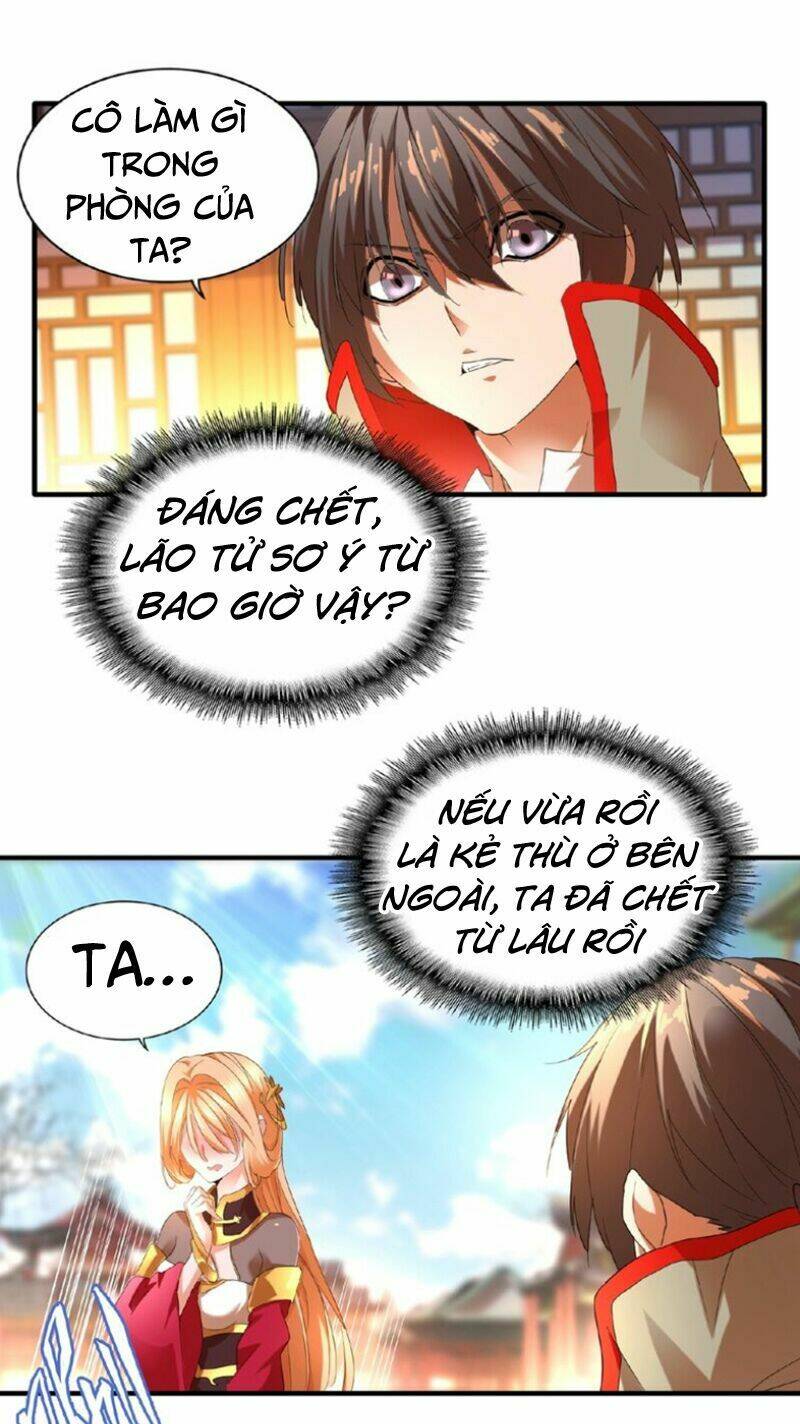 CÔ LÀM GÌ
TRONG
PHÒNG CỦA
TA?
ĐÁNG CHẾT,
LÃO TỬ SƠ Ý TỪ
BAO GIỜ VẬY?
NẾU VỪA RỒI
LÀ KẺ THÙ Ở BÊN
NGOÀI, TA ĐÃ CHẾT
TỪ LÂU RỒI
TA...